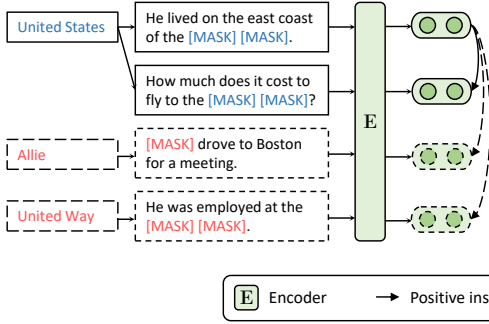 United States
He lived on the east coast
of the [MASK] [MASK].
How much does it cost to
fly to the [MASK] [MASK]?
E
Allie
[MASK] drove to Boston
for a meeting.
United Way
He was employed at the
[MASK] [MASK].
E Encoder
Positive ins